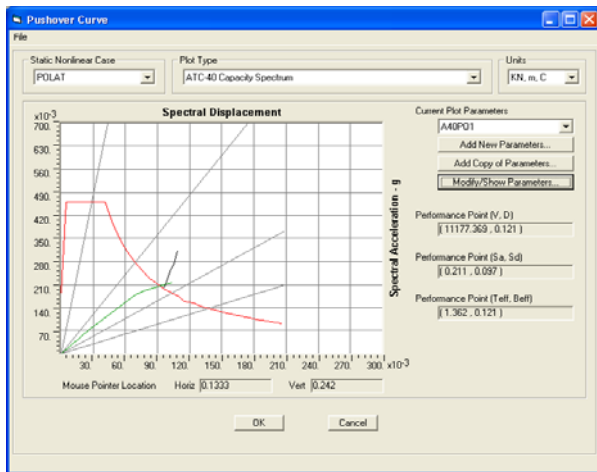 Pushover Curve
File
Static Nonlinear Case
POLAT
Plot Type
ATC-40 Capacity Spectrum
Units
KN, m, C
Spectral Displacement
x10-3
700.
630.
560.
490.
420.
350.
280.
210.
140.
70.
30. 60. 90. 120. 150. 180. 210. 240. 270. 300. x10-3
Spectral Acceleration - g
Mouse Pointer Location Horiz 0.1333 Vert 0.242
Current Plot Parameters
A40PO1
Add New Parameters...
Add Copy of Parameters...
Modify/Show Parameters...
Performance Point (V, D)
( 11177.369 , 0.121 )
Performance Point (Sa, Sd)
( 0.211 , 0.097 )
Performance Point (Teff, Beff)
( 1.362 , 0.121 )
OK
Cancel